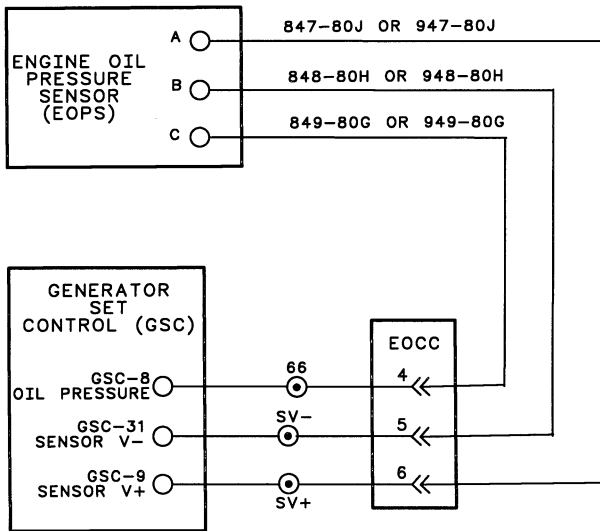 ENGINE OIL
PRESSURE
SENSOR
(EOPS)
A
847-80J OR 947-80J
B
848-80H OR 948-80H
C
849-80G OR 949-80G
GENERATOR
SET
CONTROL (GSC)
EOCC
GSC-8
OIL PRESSURE
66
4
GSC-31
SENSOR V-
SV-
5
GSC-9
SENSOR V+
SV+
6